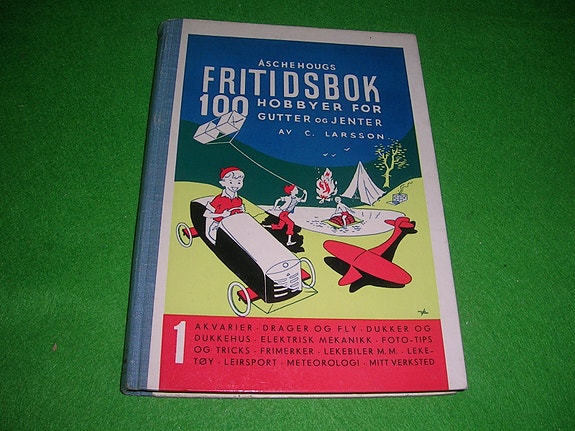 ASCHEHOUGS
FRITIDSBOK
100 HOBBYER FOR
GUTTER OG JENTER
AV C. LARSSON
1
AKVARIER · DRAGER OG FLY · DUKKER OG
DUKKEHUS · ELEKTRISK MEKANIKK · FOTO-TIPS
OG TRICKS · FRIMERKER · LEKEBILER M.M. · LEKE-
TØY · LEIRSPORT · METEOROLOGI · MITT VERKSTED